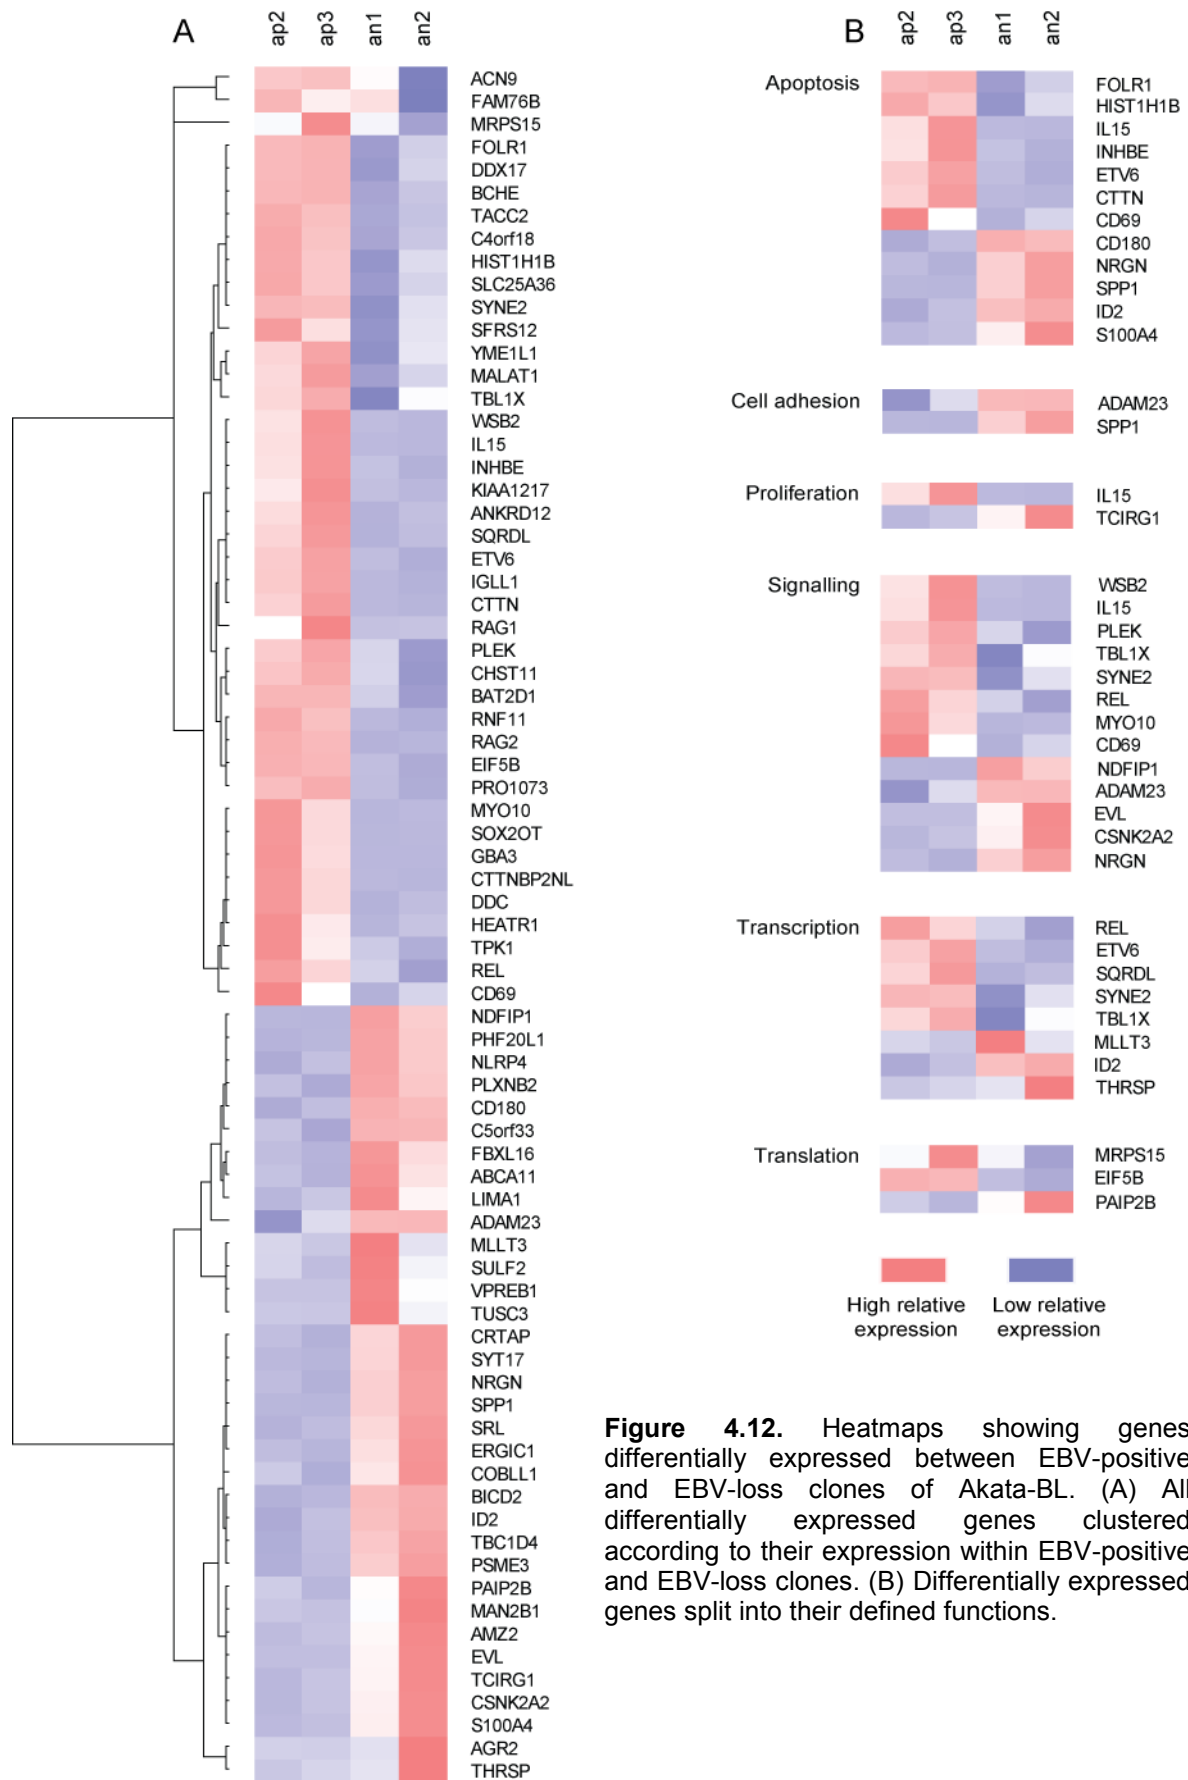 A
ap2
ap3
an1
an2
ACN9
FAM76B
MRPS15
FOLR1
DDX17
BCHE
TACC2
C4orf18
HIST1H1B
SLC25A36
SYNE2
SFRS12
YME1L1
MALAT1
TBL1X
WSB2
IL15
INHBE
KIAA1217
ANKRD12
SQRDL
ETV6
IGLL1
CTTN
RAG1
PLEK
CHST11
BAT2D1
RNF11
RAG2
EIF5B
PRO1073
MYO10
SOX2OT
GBA3
CTTNBP2NL
DDC
HEATR1
TPK1
REL
CD69
NDFIP1
PHF20L1
NLRP4
PLXNB2
CD180
C5orf33
FBXL16
ABCA11
LIMA1
ADAM23
MLLT3
SULF2
VPREB1
TUSC3
CRTAP
SYT17
NRGN
SPP1
SRL
ERGIC1
COBLL1
BICD2
ID2
TBC1D4
PSME3
PAIP2B
MAN2B1
AMZ2
EVL
TCIRG1
CSNK2A2
S100A4
AGR2
THRSP
B
ap2
ap3
an1
an2
Apoptosis
FOLR1
HIST1H1B
IL15
INHBE
ETV6
CTTN
CD69
CD180
NRGN
SPP1
ID2
S100A4
Cell adhesion
ADAM23
SPP1
Proliferation
IL15
TCIRG1
Signalling
WSB2
IL15
PLEK
TBL1X
SYNE2
REL
MYO10
CD69
NDFIP1
ADAM23
EVL
CSNK2A2
NRGN
Transcription
REL
ETV6
SQRDL
SYNE2
TBL1X
MLLT3
ID2
THRSP
Translation
MRPS15
EIF5B
PAIP2B
High relative
expression
Low relative
expression
Figure 4.12. Heatmaps showing genes
differentially expressed between EBV-positive
and EBV-loss clones of Akata-BL. (A) All
differentially expressed genes clustered
according to their expression within EBV-positive
and EBV-loss clones. (B) Differentially expressed
genes split into their defined functions.